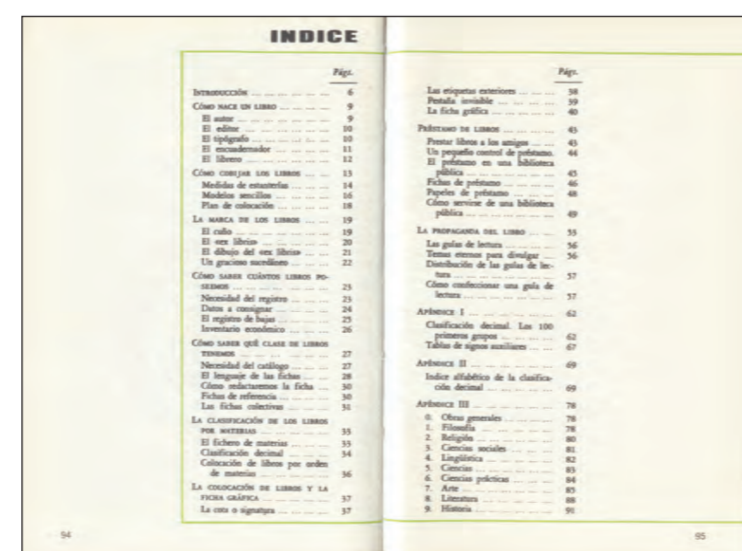 INDICE
Págs.
INTRODUCCIÓN ... ... ... ... ... ... 6
CÓMO NACE UN LIBRO ... ... ... ... 9
El autor ... ... ... ... ... ... 9
El editor ... ... ... ... ... ... 10
El tipógrafo ... ... ... ... ... 10
El encuadernador ... ... ... ... 11
El librero ... ... ... ... ... ... 12
CÓMO COBIJAR LOS LIBROS ... ... ... 13
Medidas de estanterías ... ... ... 14
Modelos sencillos ... ... ... ... 16
Plan de colocación ... ... ... ... 18
LA MARCA DE LOS LIBROS ... ... ... 19
El cuño ... ... ... ... ... ... 19
El «ex libris» ... ... ... ... ... 20
El dibujo del «ex libris» ... ... ... 21
Un gracioso sucedáneo ... ... ... 22
CÓMO SABER CUÁNTOS LIBROS PO-
SEEMOS ... ... ... ... ... ... 23
Necesidad del registro ... ... ... 23
Datos a consignar ... ... ... ... 24
El registro de bajas ... ... ... ... 25
Inventario económico ... ... ... 26
CÓMO SABER QUÉ CLASE DE LIBROS
TENEMOS ... ... ... ... ... ... 27
Necesidad del catálogo ... ... ... 27
El lenguaje de las fichas ... ... ... 28
Cómo redactaremos la ficha ... ... 30
Fichas de referencia ... ... ... ... 30
Las fichas colectivas ... ... ... ... 31
LA CLASIFICACIÓN DE LOS LIBROS
POR MATERIAS ... ... ... ... ... 33
El fichero de materias ... ... ... 33
Clasificación decimal ... ... ... ... 34
Colocación de libros por orden
de materias ... ... ... ... ... 36
LA COLOCACIÓN DE LIBROS Y LA
FICHA GRÁFICA ... ... ... ... ... 37
La cota o signatura ... ... ... ... 37
94
Págs.
Las etiquetas exteriores ... ... ... 38
Pestaña invisible ... ... ... ... 39
La ficha gráfica ... ... ... ... ... 40
PRÉSTAMO DE LIBROS ... ... ... ... 43
Prestar libros a los amigos ... ... 43
Un pequeño control de préstamo. 44
El préstamo en una biblioteca
pública ... ... ... ... ... ... 45
Fichas de préstamo ... ... ... ... 46
Papeles de préstamo ... ... ... ... 48
Cómo servirse de una biblioteca
pública ... ... ... ... ... ... 49
LA PROPAGANDA DEL LIBRO ... ... ... 55
Las guías de lectura ... ... ... ... 56
Temas eternos para divulgar ... ... 56
Distribución de las guías de lec-
tura ... ... ... ... ... ... ... 57
Cómo confeccionar una guía de
lectura ... ... ... ... ... ... 57
APÉNDICE I ... ... ... ... ... ... 62
Clasificación decimal. Los 100
primeros grupos ... ... ... ... 62
Tablas de signos auxiliares ... ... 67
APÉNDICE II ... ... ... ... ... ... 69
Indice alfabético de la clasifica-
ción decimal ... ... ... ... ... 69
APÉNDICE III ... ... ... ... ... ... 78
0. Obras generales ... ... ... ... 78
1. Filosofía ... ... ... ... ... ... 78
2. Religión ... ... ... ... ... ... 80
3. Ciencias sociales ... ... ... ... 81
4. Lingüística ... ... ... ... ... 82
5. Ciencias ... ... ... ... ... ... 83
6. Ciencias prácticas ... ... ... ... 84
7. Arte ... ... ... ... ... ... ... 85
8. Literatura ... ... ... ... ... ... 88
9. Historia ... ... ... ... ... ... 91
95